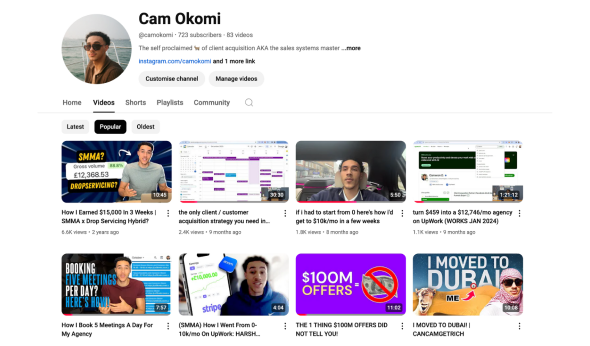 Cam Okomi
@camokomi · 723 subscribers · 83 videos
The self proclaimed 🐐 of client acquisition AKA the sales systems master ...more
instagram.com/camokomi and 1 more link
Customise channel
Manage videos
Home
Videos
Shorts
Playlists
Community
Latest
Popular
Oldest
SMMA?
Gross volume
£12,368.53
DROPSERVICING?
10:45
30:30
5:50
1:21:12
How I Earned $15,000 In 3 Weeks |
SMMA x Drop Servicing Hybrid?
6.6K views · 2 years ago
the only client / customer
acquisition strategy you need in...
2.4K views · 9 months ago
if i had to start from 0 here's how i'd
get to $10k/mo in a few weeks
1.8K views · 8 months ago
turn $459 into a $12,746/mo agency
on UpWork (WORKS JAN 2024)
1.1K views · 9 months ago
BOOKING
FIVE MEETINGS
PER DAY?
HERE'S HOW!
7:57
stripe
4:04
$100M
OFFERS
=
11:02
I MOVED TO
DUBAI!
ME
10:08
How I Book 5 Meetings A Day For
My Agency
(SMMA) How I Went From 0-
10k/mo On UpWork: HARSH...
THE 1 THING $100M OFFERS DID
NOT TELL YOU!
I MOVED TO DUBAI! |
CANCAMGETRICH